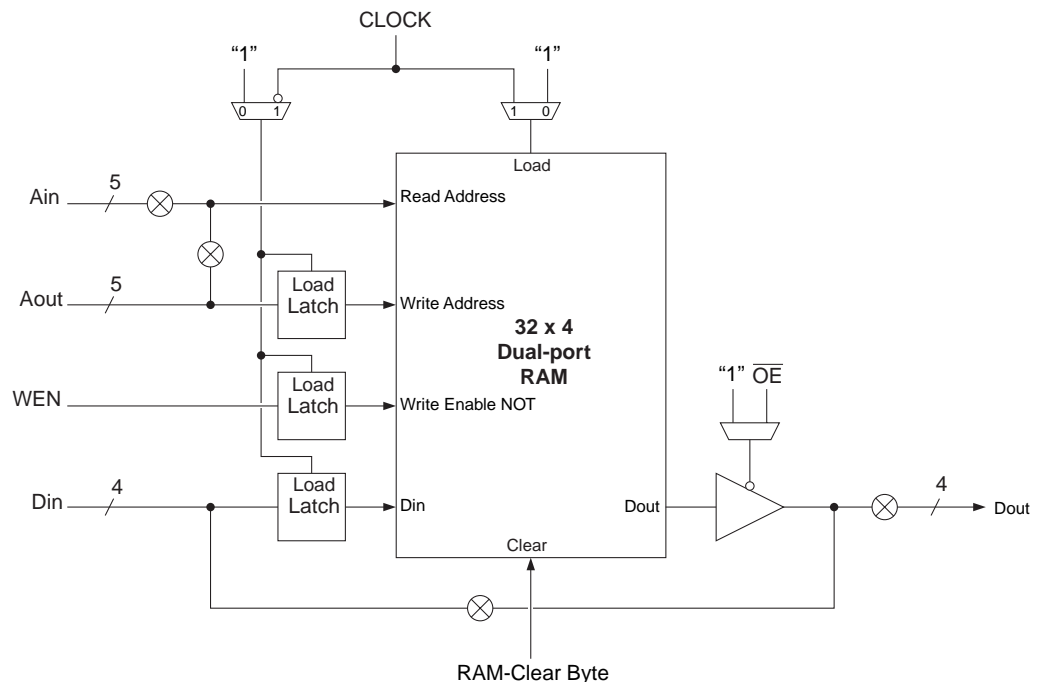 CLOCK
“1”
“1”
0 1
1 0
Load
Ain
5
Read Address
Aout
5
Load
Latch
Write Address
32 x 4
Dual-port
RAM
“1” OE
WEN
Load
Latch
Write Enable NOT
Din
4
Load
Latch
Din
Dout
4
Dout
Clear
RAM-Clear Byte